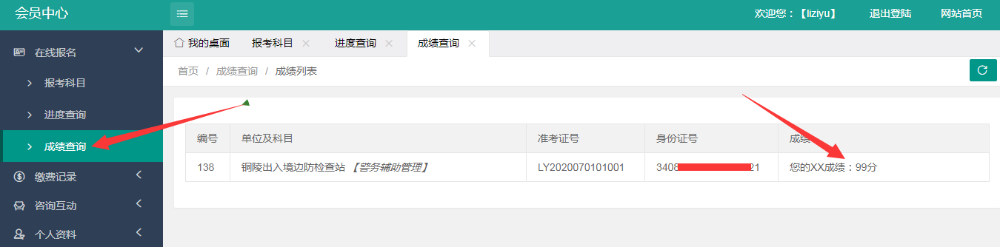 会员中心
欢迎您：【liziyu】 退出登陆 网站首页
在线报名
报考科目
进度查询
成绩查询
缴费记录
咨询互动
个人资料
我的桌面 报考科目 进度查询 成绩查询
首页 / 成绩查询 / 成绩列表
编号 单位及科目 准考证号 身份证号 成绩
138 铜陵出入境边防检查站 【警务辅助管理】 LY2020070101001 3408 21 您的XX成绩：99分